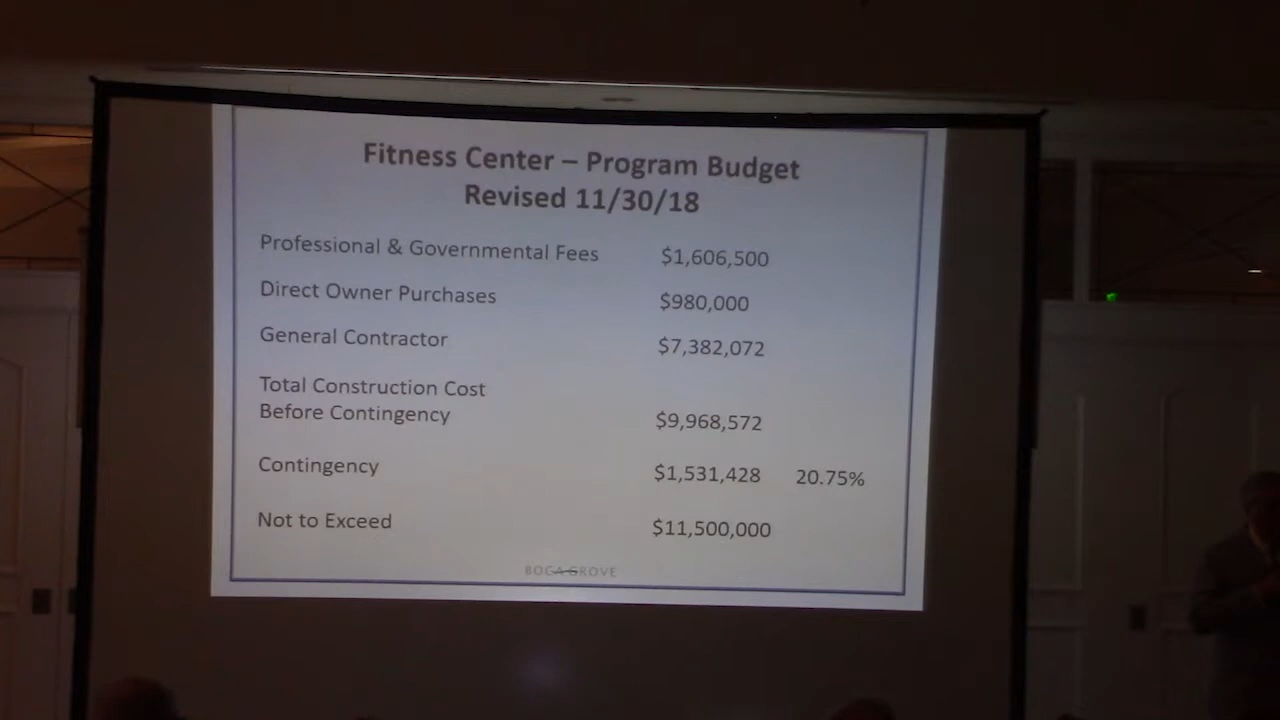 Fitness Center – Program Budget
Revised 11/30/18
Professional & Governmental Fees $1,606,500
Direct Owner Purchases $980,000
General Contractor $7,382,072
Total Construction Cost
Before Contingency $9,968,572
Contingency $1,531,428 20.75%
Not to Exceed $11,500,000
BOCA GROVE